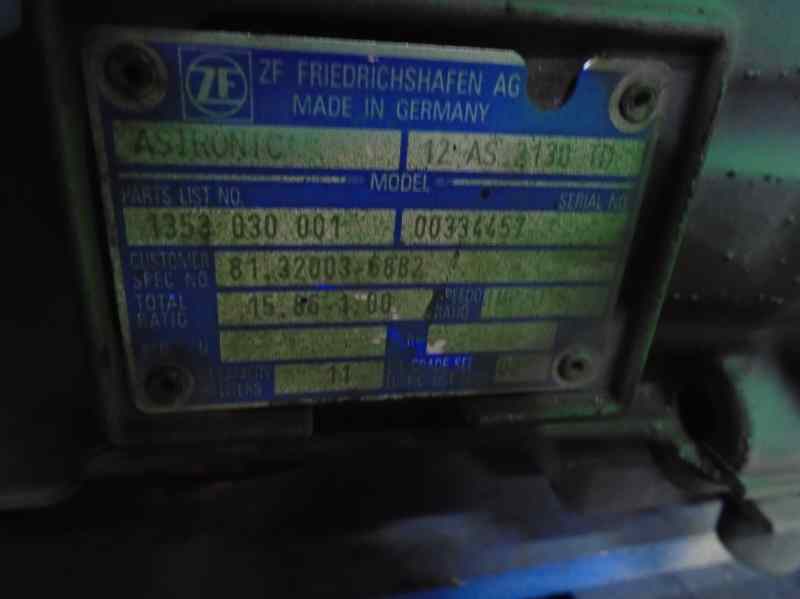 ZF ZF FRIEDRICHSHAFEN AG
MADE IN GERMANY
ASTRONIC 12 AS 2130 TD
MODEL
PARTS LIST NO. SERIAL NO.
1353 030 001 00334457
CUSTOMER
SPEC NO. 81.32003-6882
TOTAL
RATIO 15.86-1.00 SPEEDO
RATIO
11